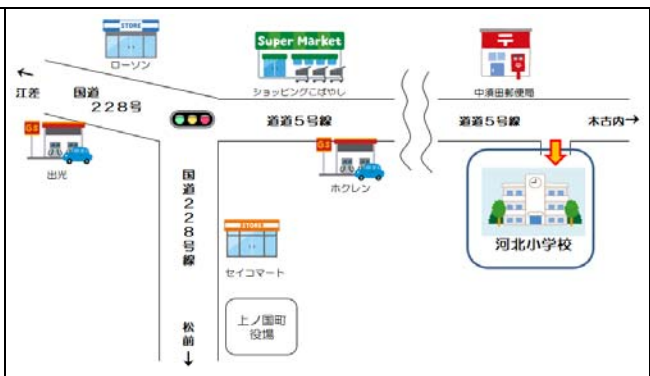 STORE
ローソン
Super Market
ショッピングこばやし
中須田郵便局
←
江差
国道
228号
道道5号線
道道5号線
木古内→
GS
出光
GS
ホクレン
国道228号線
STORE
セイコマート
河北小学校
上ノ国町
役場
松前↓